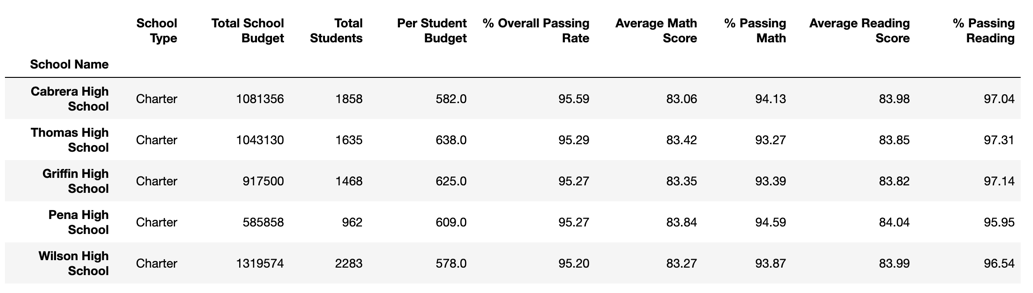 School Type Total School Budget Total Students Per Student Budget % Overall Passing Rate Average Math Score % Passing Math Average Reading Score % Passing Reading
School Name
Cabrera High School Charter 1081356 1858 582.0 95.59 83.06 94.13 83.98 97.04
Thomas High School Charter 1043130 1635 638.0 95.29 83.42 93.27 83.85 97.31
Griffin High School Charter 917500 1468 625.0 95.27 83.35 93.39 83.82 97.14
Pena High School Charter 585858 962 609.0 95.27 83.84 94.59 84.04 95.95
Wilson High School Charter 1319574 2283 578.0 95.20 83.27 93.87 83.99 96.54